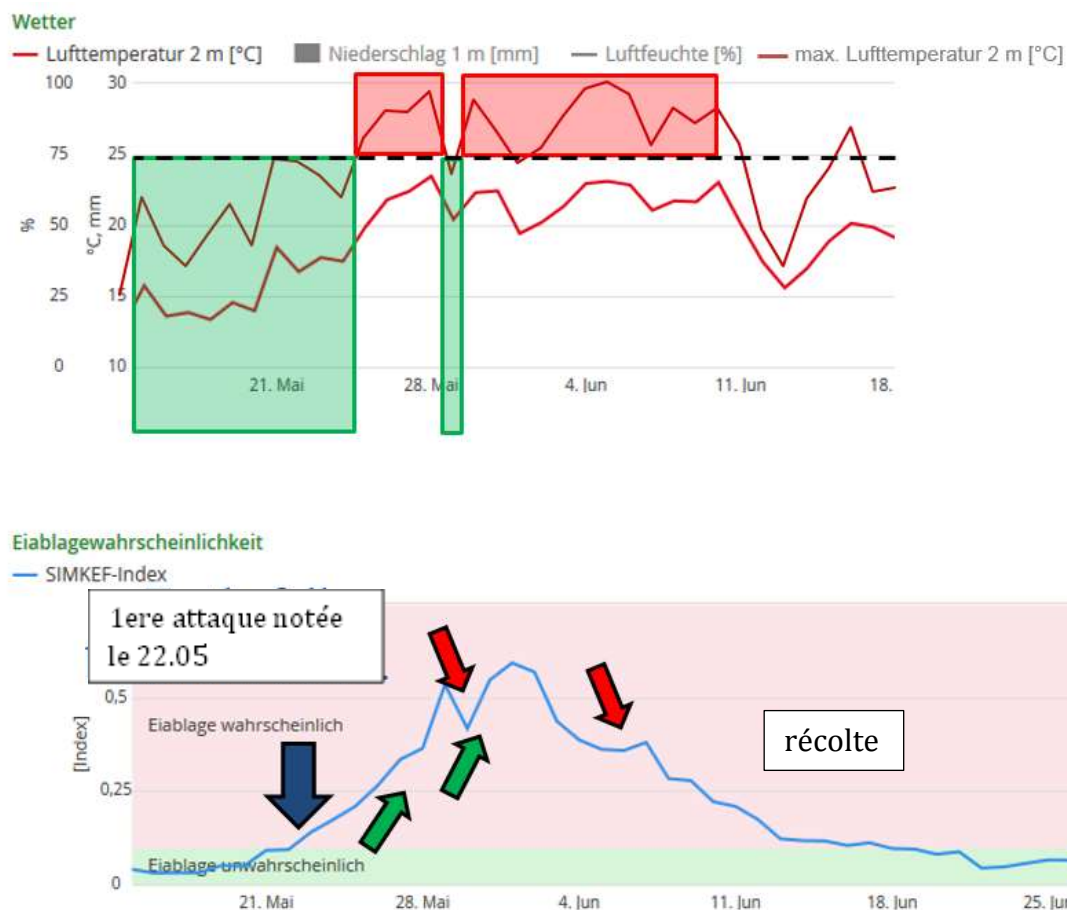 Wetter
Lufttemperatur 2 m [°C] Niederschlag 1 m [mm] Luftfeuchte [%] max. Lufttemperatur 2 m [°C]
100 30
75 25
50 20
25 15
0 10
%
°C, mm
21. Mai 28. Mai 4. Jun 11. Jun 18.
Eiablagewahrscheinlichkeit
SIMKEF-Index
1ere attaque notée
le 22.05
0,5
Eiablage wahrscheinlich
récolte
[Index]
0,25
Eiablage unwahrscheinlich
0
21. Mai 28. Mai 4. Jun 11. Jun 18. Jun 25. Jun